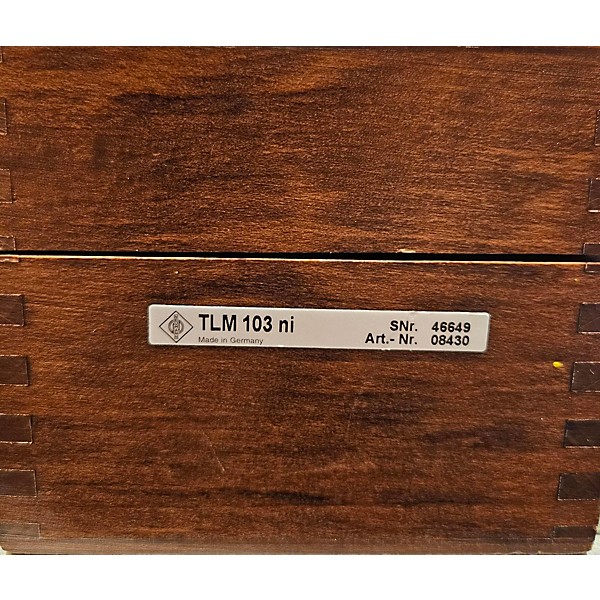 TLM 103 ni
Made in Germany
SNr. 46649
Art.- Nr. 08430